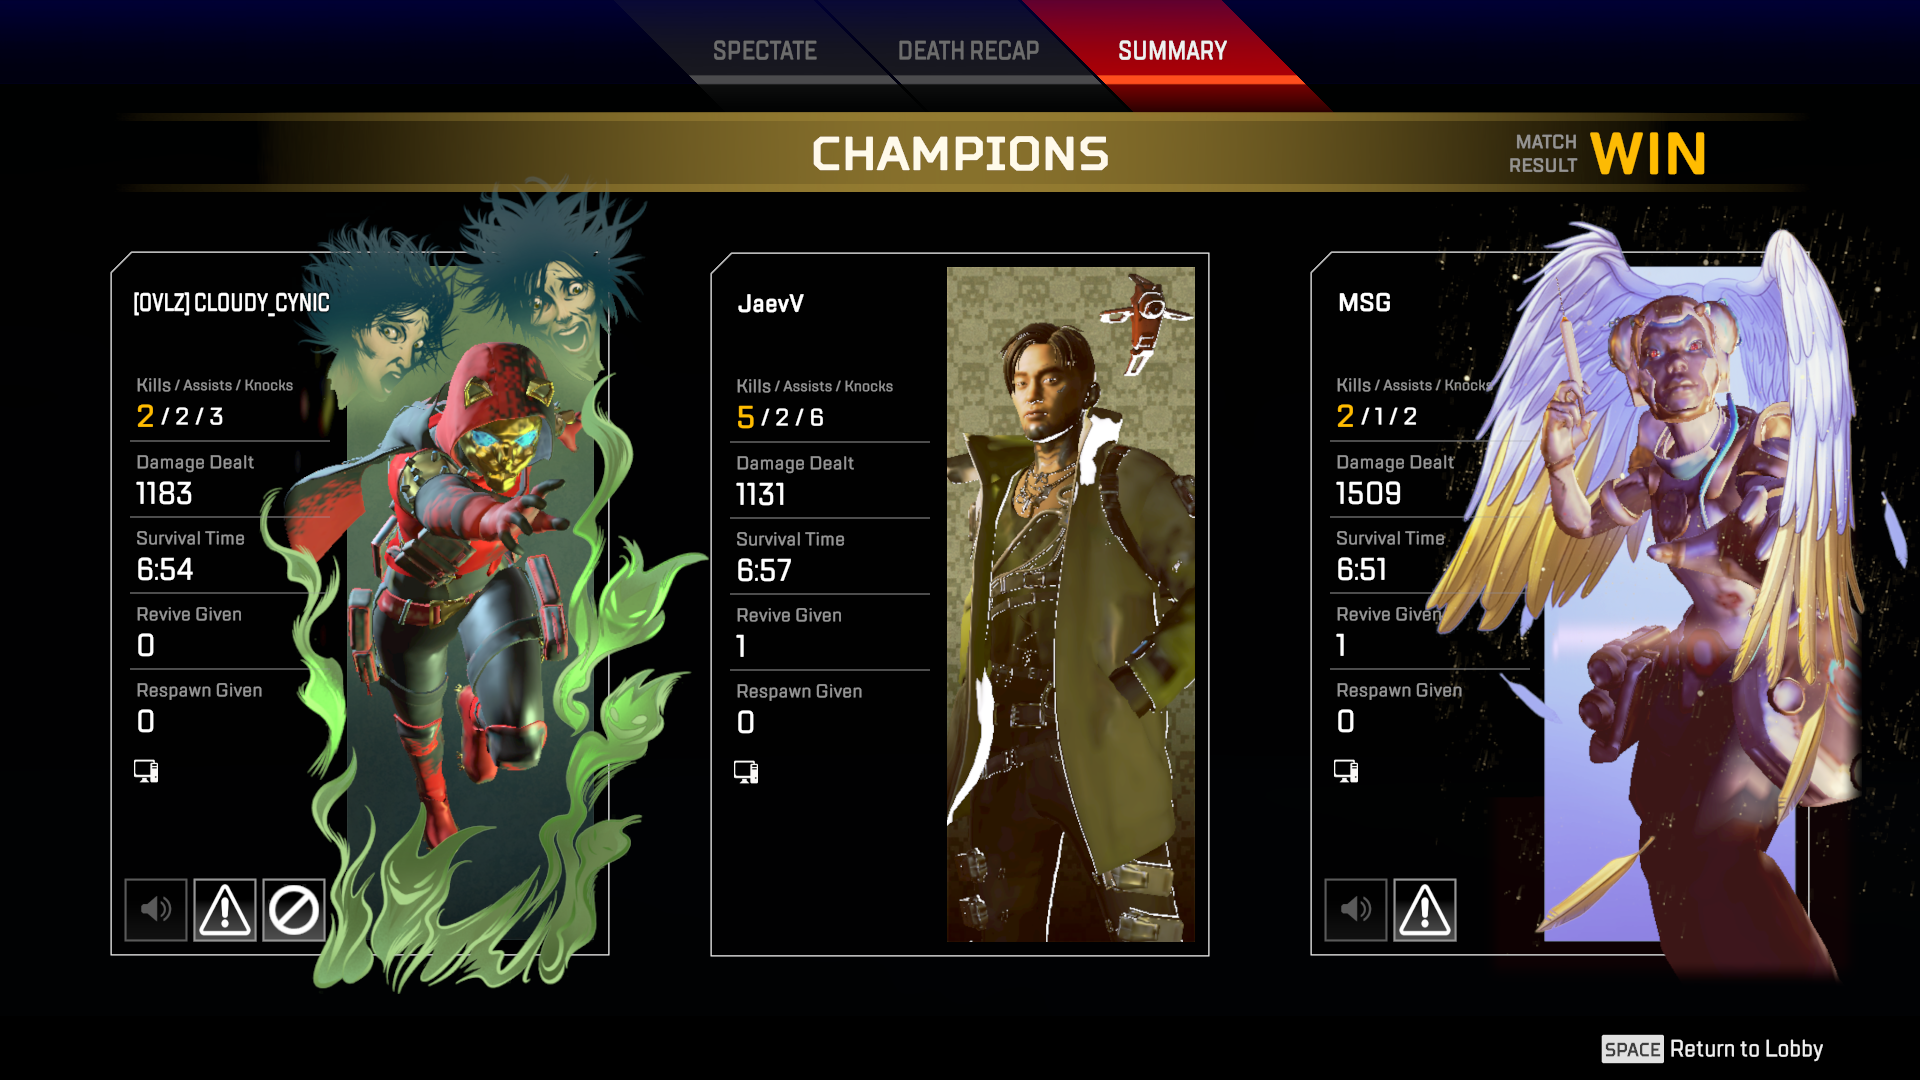 SPECTATE
DEATH RECAP
SUMMARY
CHAMPIONS
MATCH
RESULT
WIN
[OVLZ] CLOUDY_CYNIC
Kills / Assists / Knocks
2 / 2 / 3
Damage Dealt
1183
Survival Time
6:54
Revive Given
0
Respawn Given
0
JaevV
Kills / Assists / Knocks
5 / 2 / 6
Damage Dealt
1131
Survival Time
6:57
Revive Given
1
Respawn Given
0
MSG
Kills / Assists / Knocks
2 / 1 / 2
Damage Dealt
1509
Survival Time
6:51
Revive Given
1
Respawn Given
0
SPACE Return to Lobby